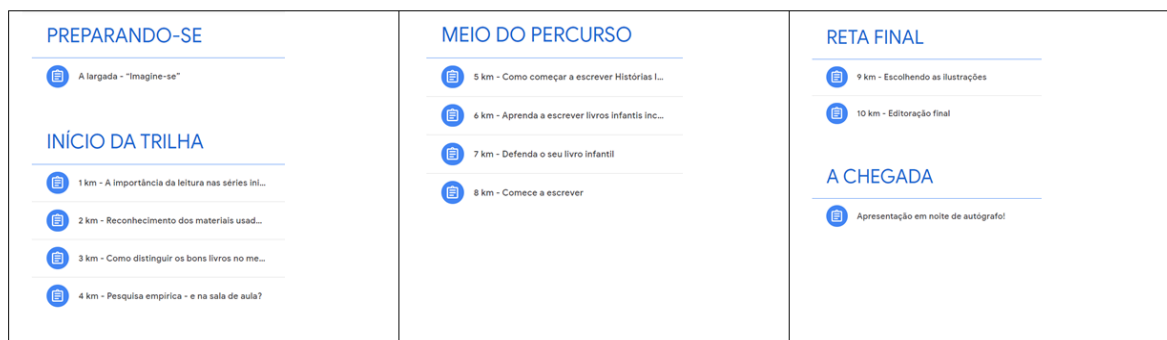 PREPARANDO-SE
A largada - “Imagine-se”
INÍCIO DA TRILHA
1 km - A importância da leitura nas séries ini...
2 km - Reconhecimento dos materiais usad...
3 km - Como distinguir os bons livros no me...
4 km - Pesquisa empírica - e na sala de aula?
MEIO DO PERCURSO
5 km - Como começar a escrever Histórias I...
6 km - Aprenda a escrever livros infantis inc...
7 km - Defenda o seu livro infantil
8 km - Comece a escrever
RETA FINAL
9 km - Escolhendo as ilustrações
10 km - Editoração final
A CHEGADA
Apresentação em noite de autógrafo!